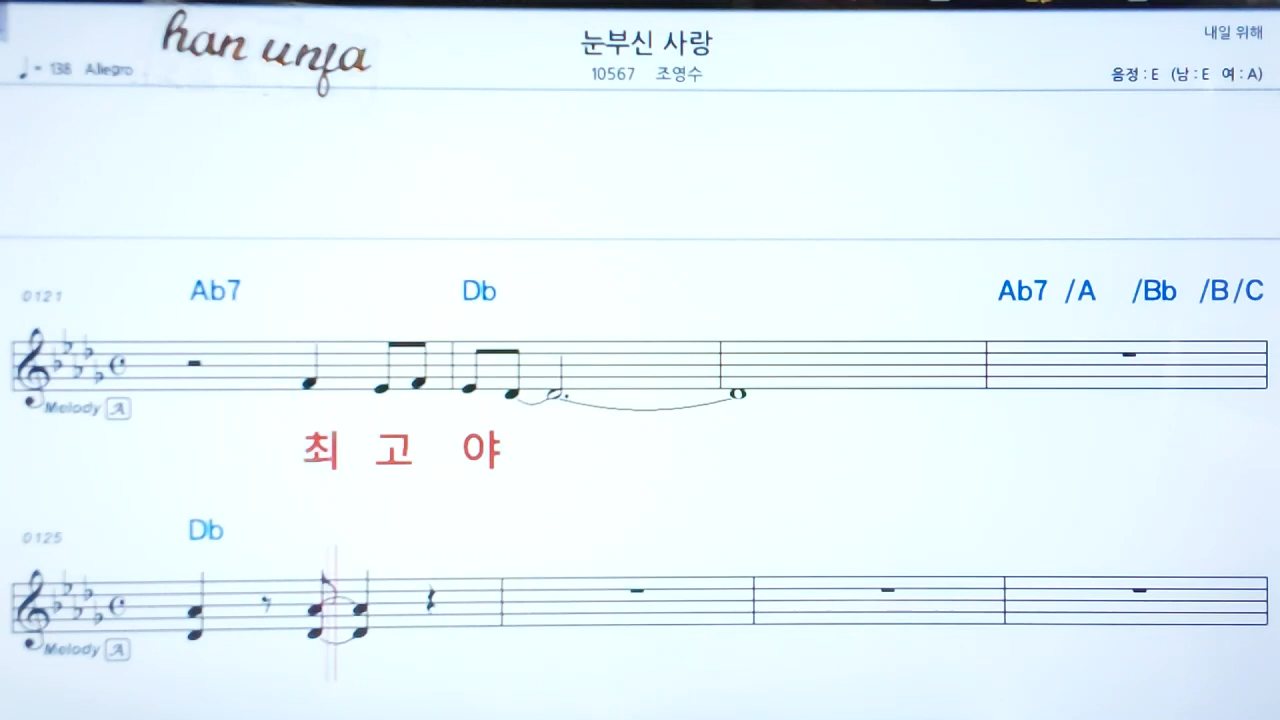 han unfa
눈부신 사랑
내일 위해
♩ = 138 Allegro
10567 조영수
음정 : E (남 : E 여 : A)
0121 Ab7 Db Ab7 /A /Bb /B /C
Melody A
최 고 야
0125 Db
Melody A